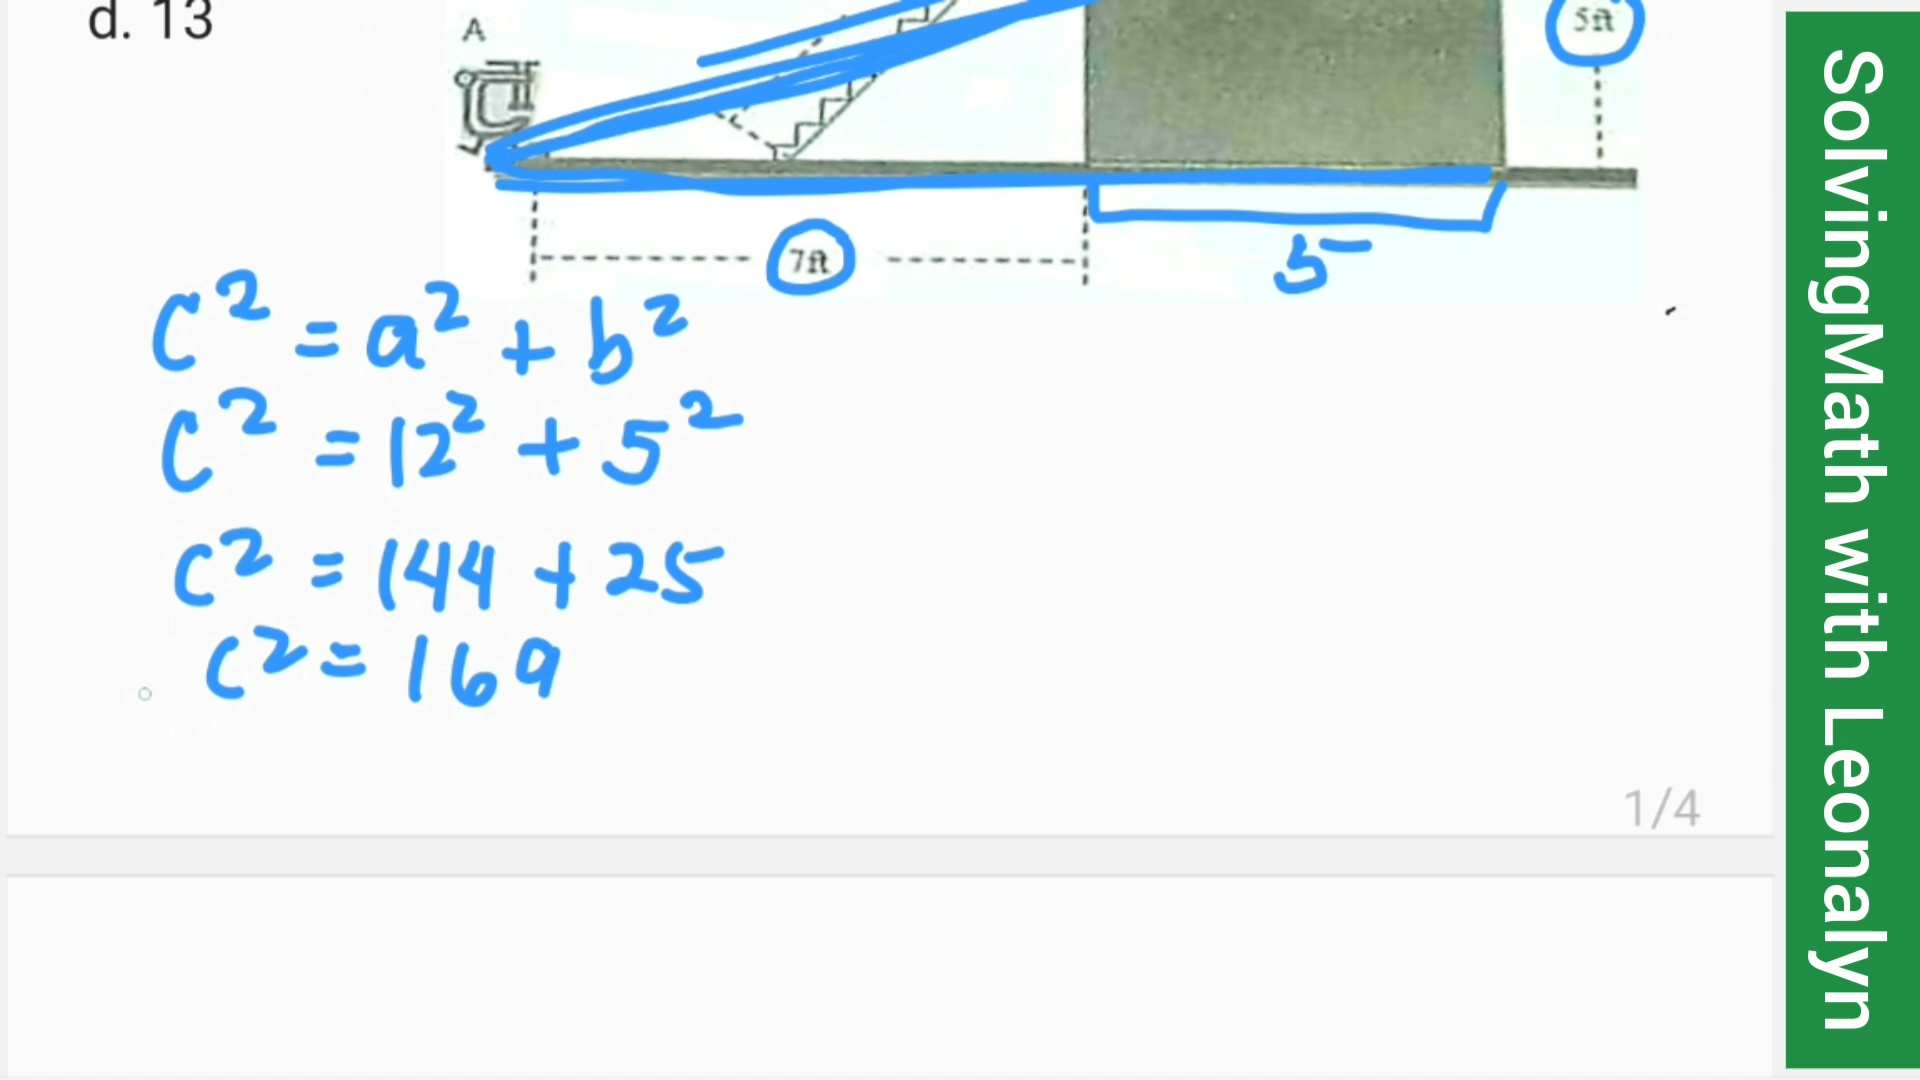 d. 13
A
5ft
7ft
5
C² = a² + b²
C² = 12² + 5²
C² = 144 + 25
C² = 169
1/4
SolvingMath with Leonalyn